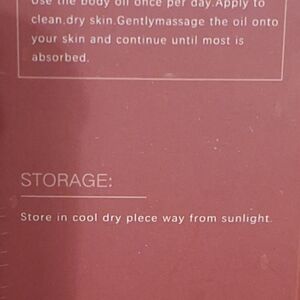 Use the body oil once per day.Apply to
clean,dry skin.Gentlymassage the oil onto
your skin and continue until most is
absorbed.
STORAGE:
Store in cool dry plece way from sunlight.